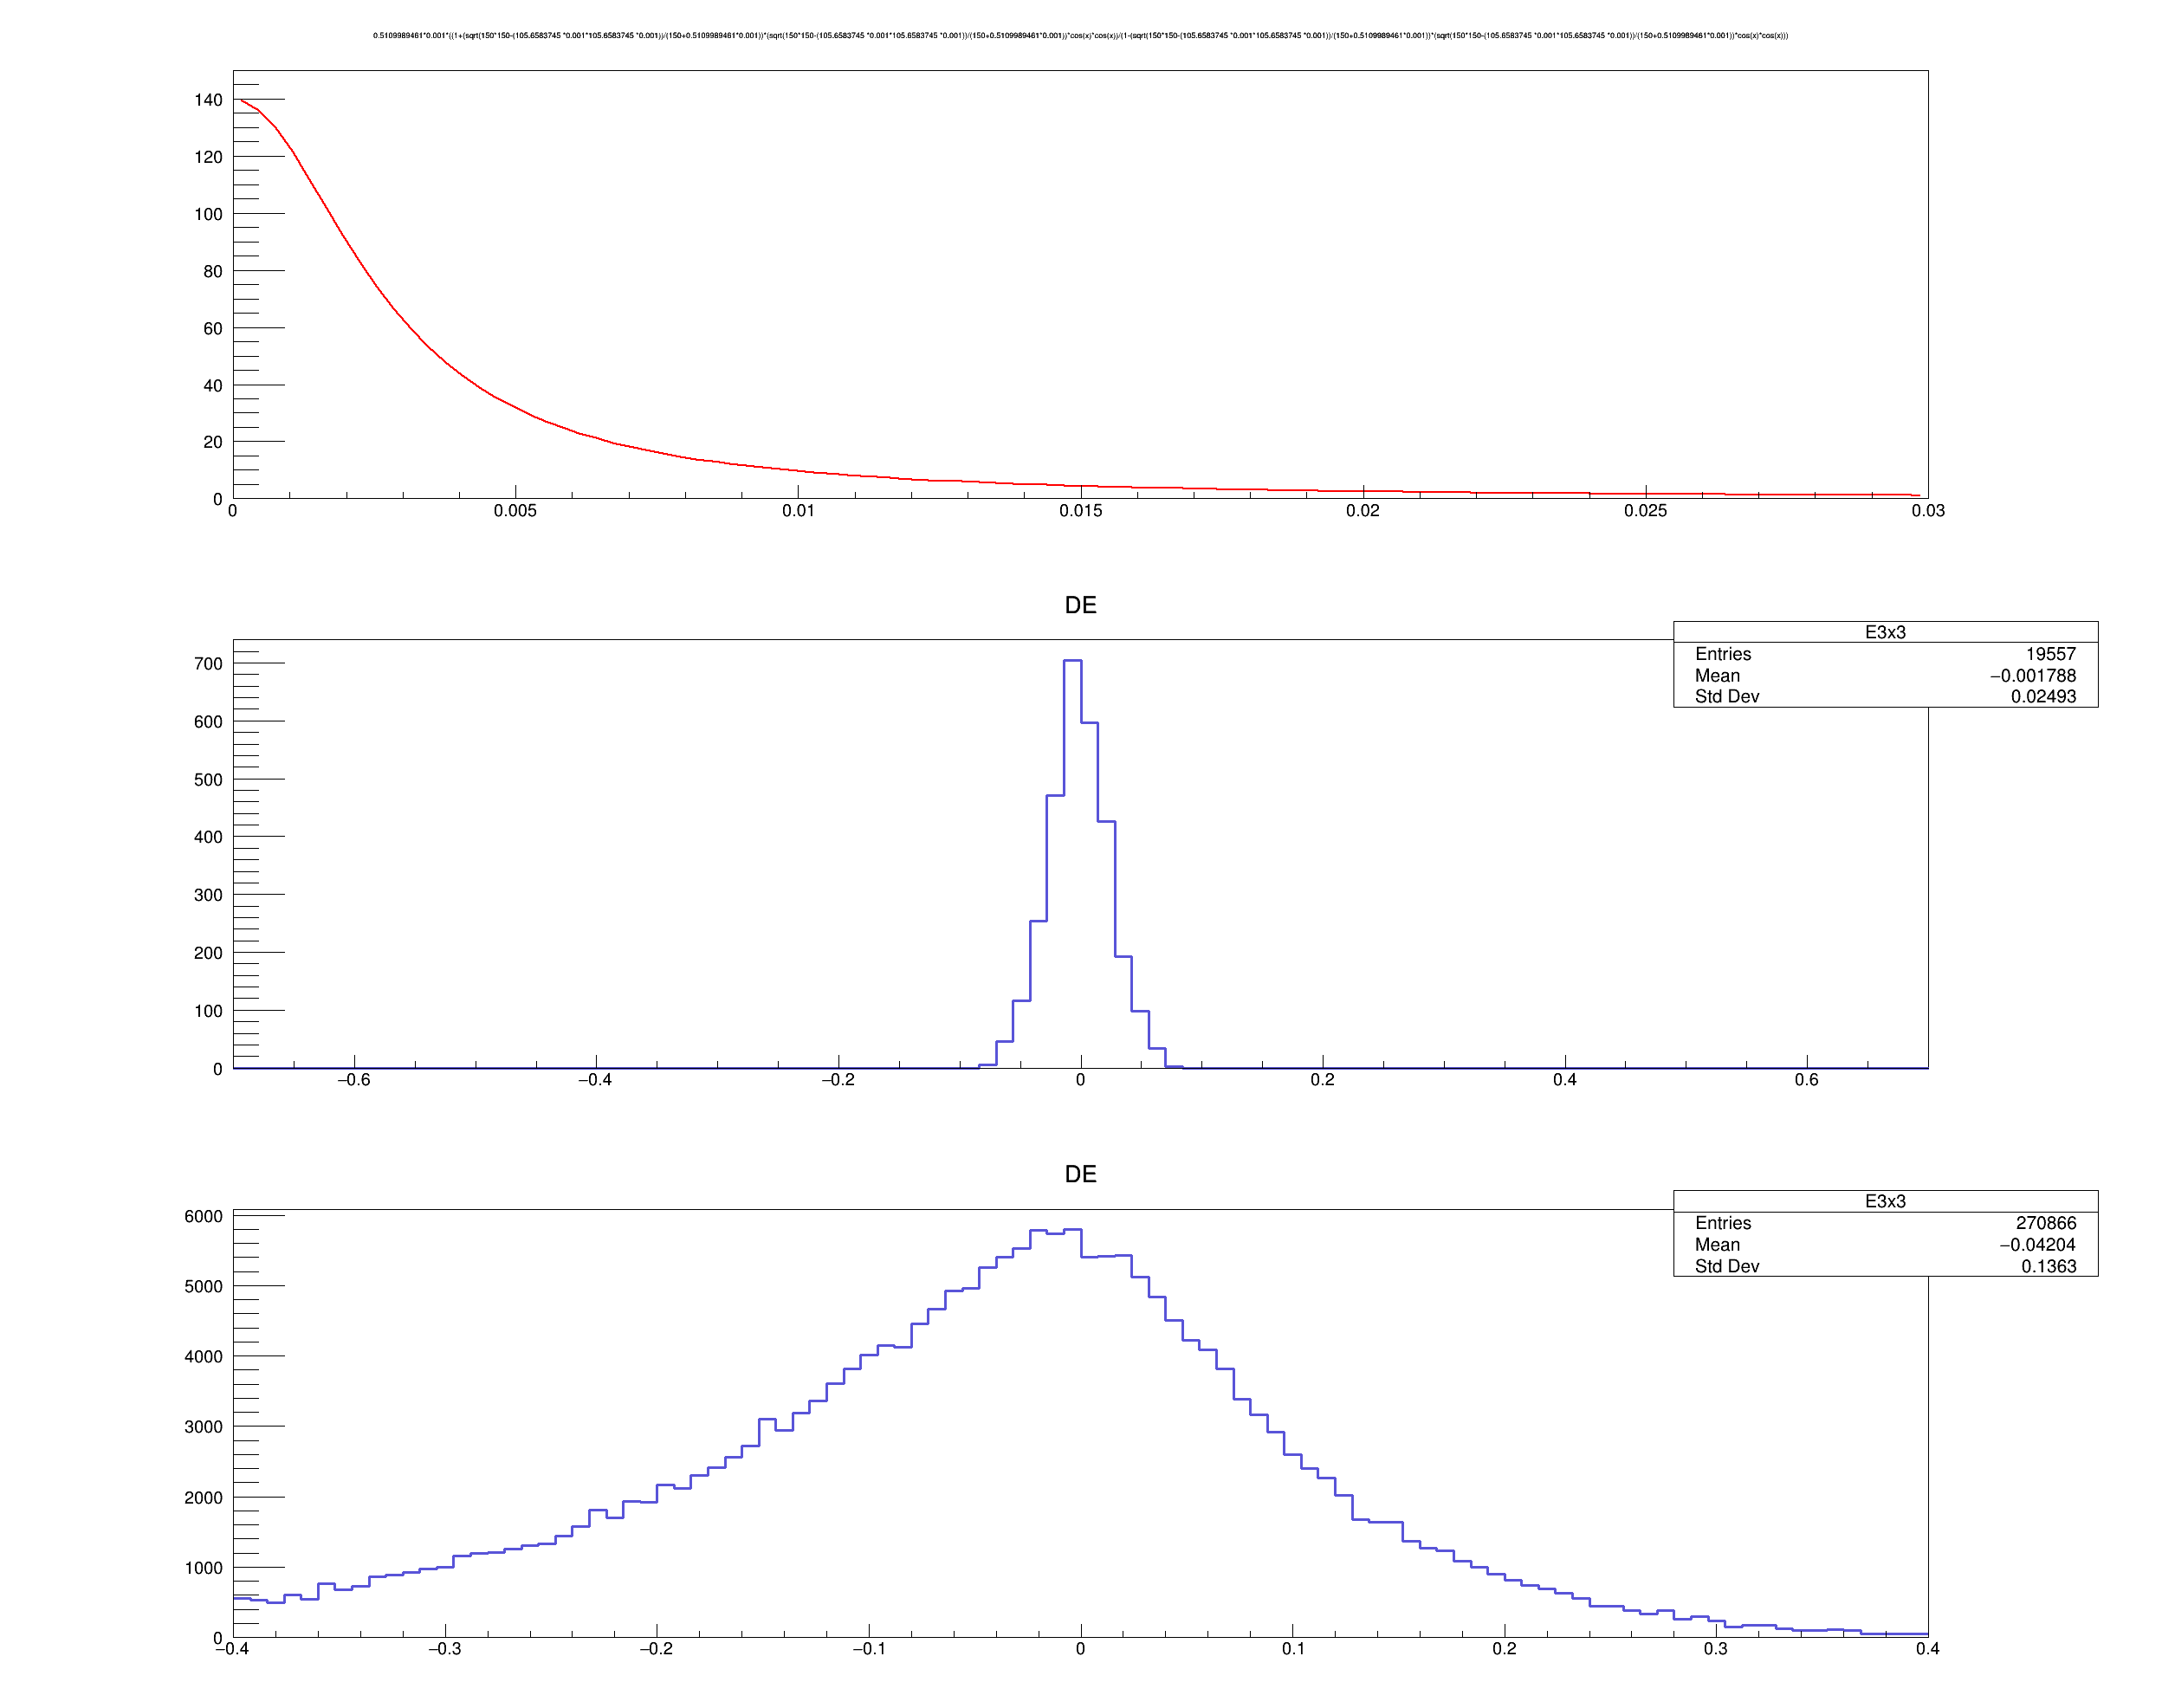 0.5109989461*0.001*((1+(sqrt(150*150-(105.6583745 *0.001*105.6583745 *0.001))/(150+0.5109989461*0.001))*(sqrt(150*150-(105.6583745 *0.001*105.6583745 *0.001))/(150+0.5109989461*0.001))*cos(x)*cos(x))/(1-(sqrt(150*150-(105.6583745 *0.001*105.6583745 *0.001))/(150+0.5109989461*0.001))*(sqrt(150*150-(105.6583745 *0.001*105.6583745 *0.001))/(150+0.5109989461*0.001))*cos(x)*cos(x)))
140
120
100
80
60
40
20
0
0 0.005 0.01 0.015 0.02 0.025 0.03
DE
E3x3
Entries 19557
Mean −0.001788
Std Dev 0.02493
700
600
500
400
300
200
100
0
−0.6 −0.4 −0.2 0 0.2 0.4 0.6
DE
E3x3
Entries 270866
Mean −0.04204
Std Dev 0.1363
6000
5000
4000
3000
2000
1000
0
−0.4 −0.3 −0.2 −0.1 0 0.1 0.2 0.3 0.4